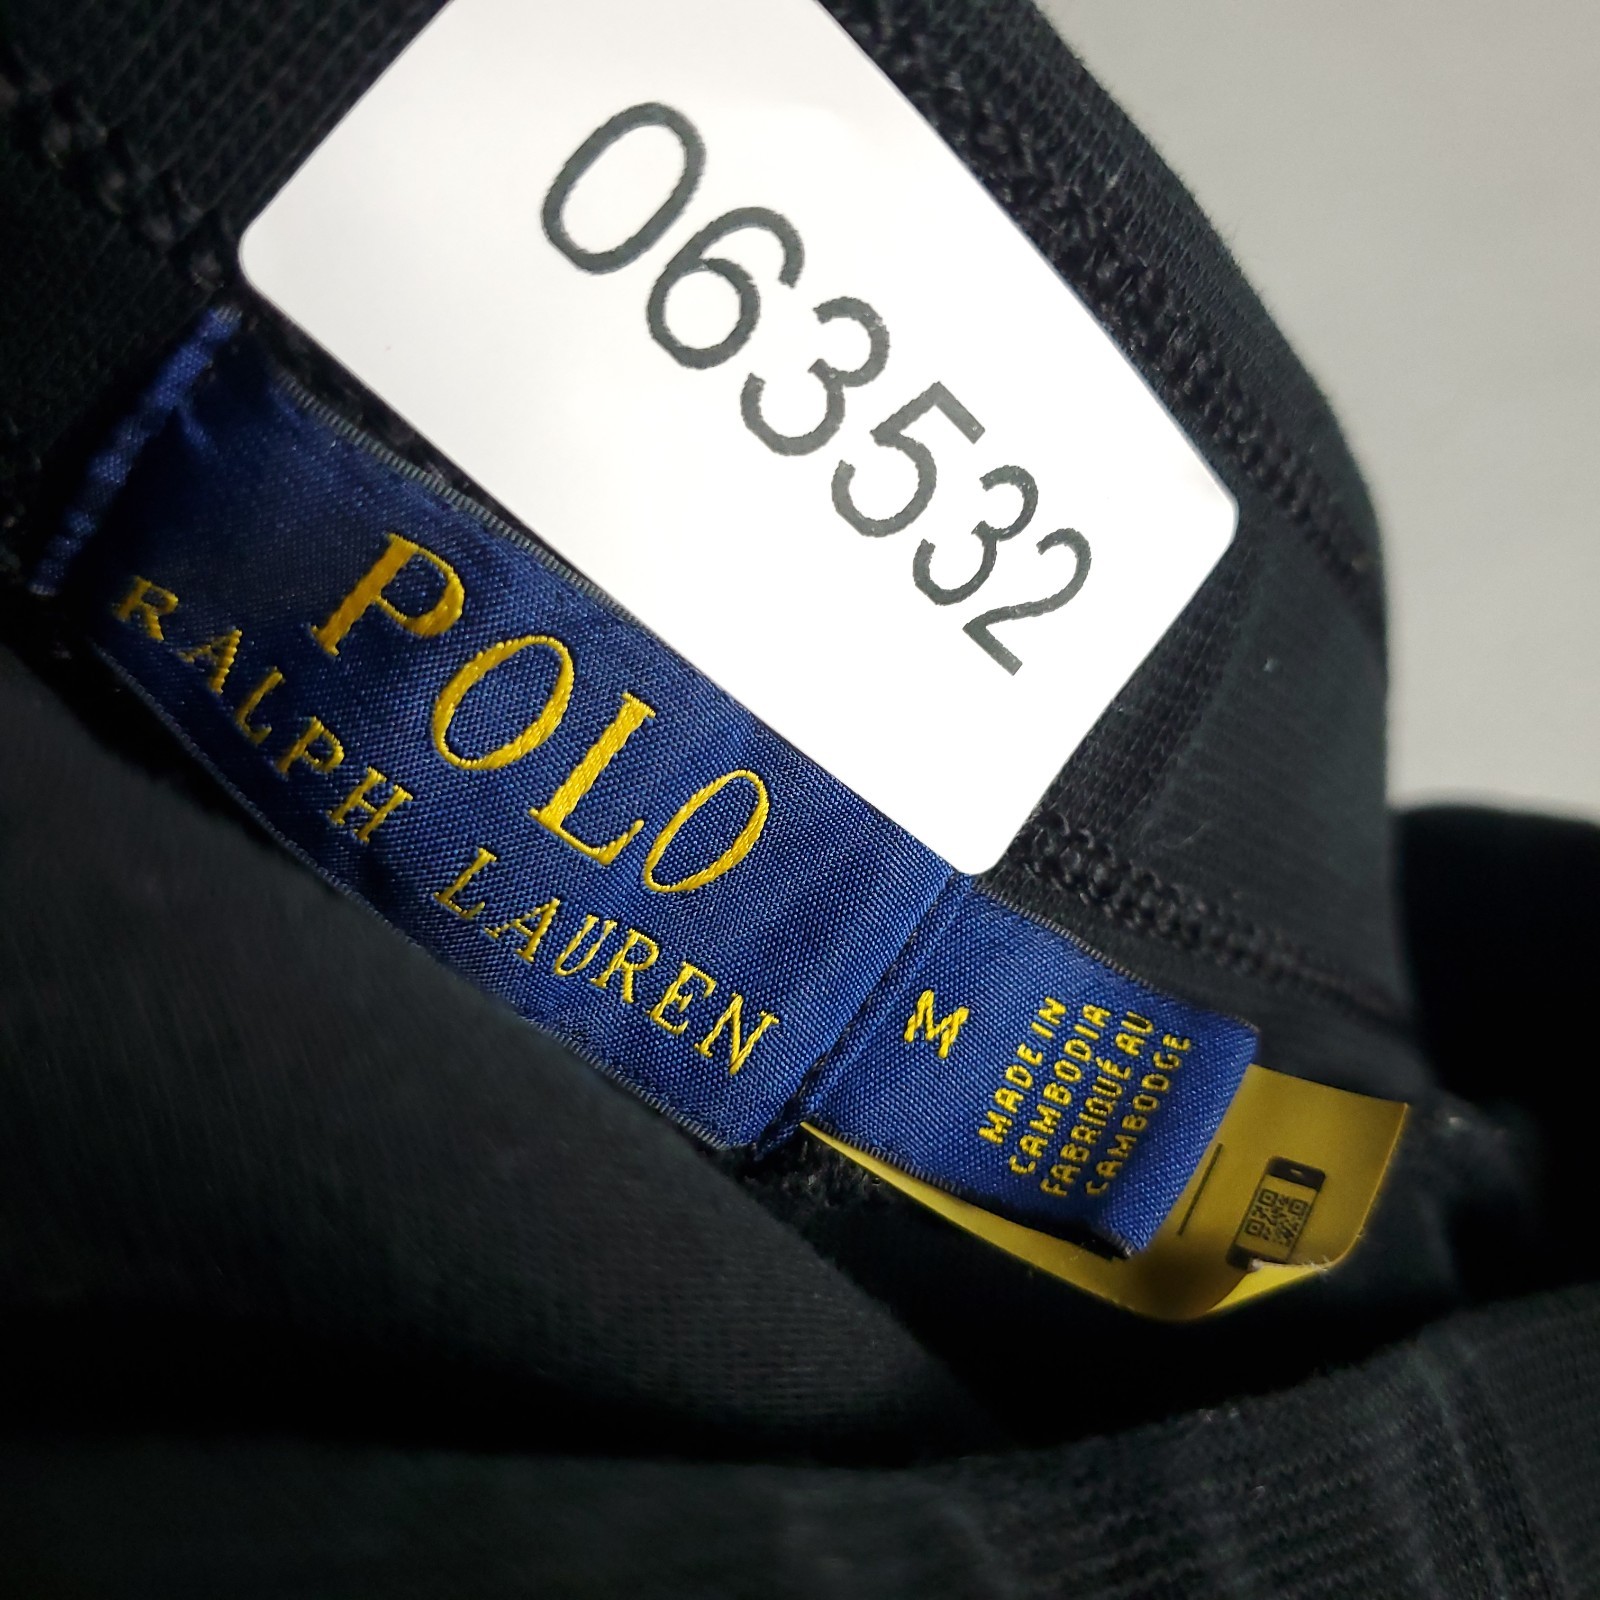 063532
POLO
RALPH LAUREN
M
MADE IN
CAMBODIA
FABRIQUÉ AU
CAMBODGE